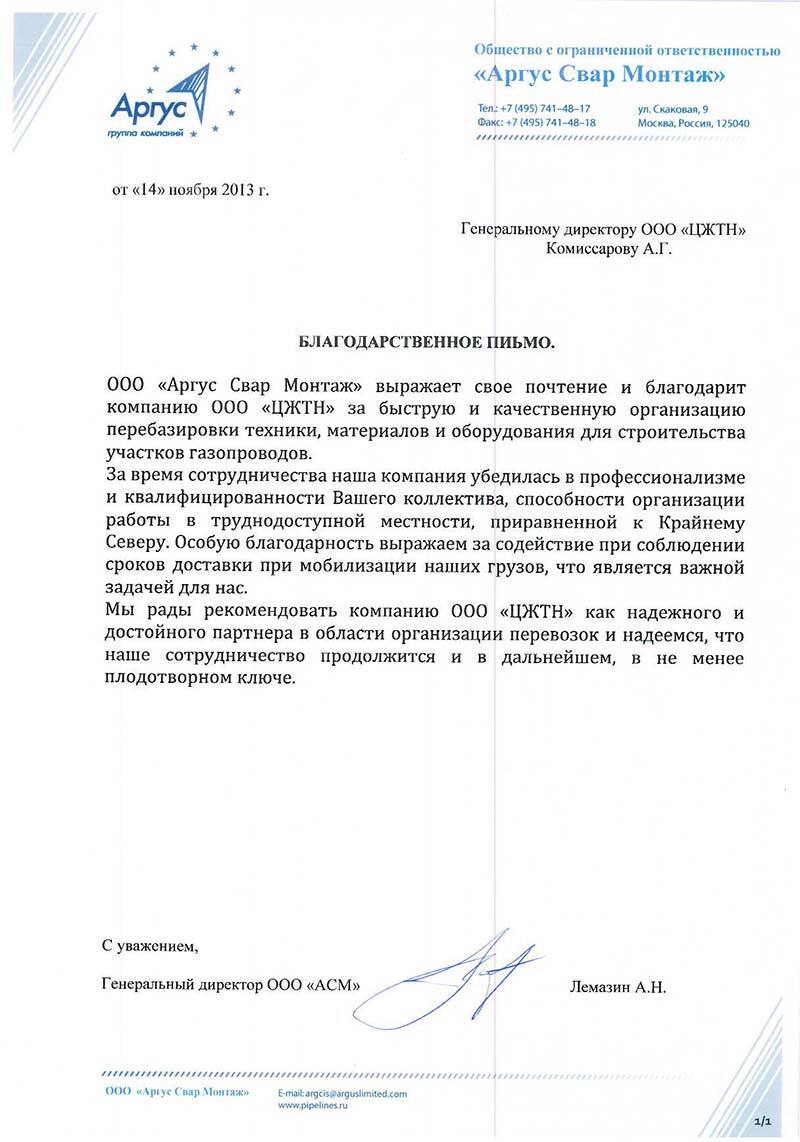 Аргус
группа компаний
Общество с ограниченной ответственностью
«Аргус Свар Монтаж»
Тел.: +7 (495) 741–48–17
Факс: +7 (495) 741–48–18
ул. Скаковая, 9
Москва, Россия, 125040
от «14» ноября 2013 г.
Генеральному директору ООО «ЦЖТН»
Комиссарову А.Г.
БЛАГОДАРСТВЕННОЕ ПИЬМО.
ООО «Аргус Свар Монтаж» выражает свое почтение и благодарит
компанию ООО «ЦЖТН» за быструю и качественную организацию
перебазировки техники, материалов и оборудования для строительства
участков газопроводов.
За время сотрудничества наша компания убедилась в профессионализме
и квалифицированности Вашего коллектива, способности организации
работы в труднодоступной местности, приравненной к Крайнему
Северу. Особую благодарность выражаем за содействие при соблюдении
сроков доставки при мобилизации наших грузов, что является важной
задачей для нас.
Мы рады рекомендовать компанию ООО «ЦЖТН» как надежного и
достойного партнера в области организации перевозок и надеемся, что
наше сотрудничество продолжится и в дальнейшем, в не менее
плодотворном ключе.
С уважением,
Генеральный директор ООО «АСМ»
Лемазин А.Н.
ООО «Аргус Свар Монтаж»
E-mail: argcis@arguslimited.com
www.pipelines.ru
1/1